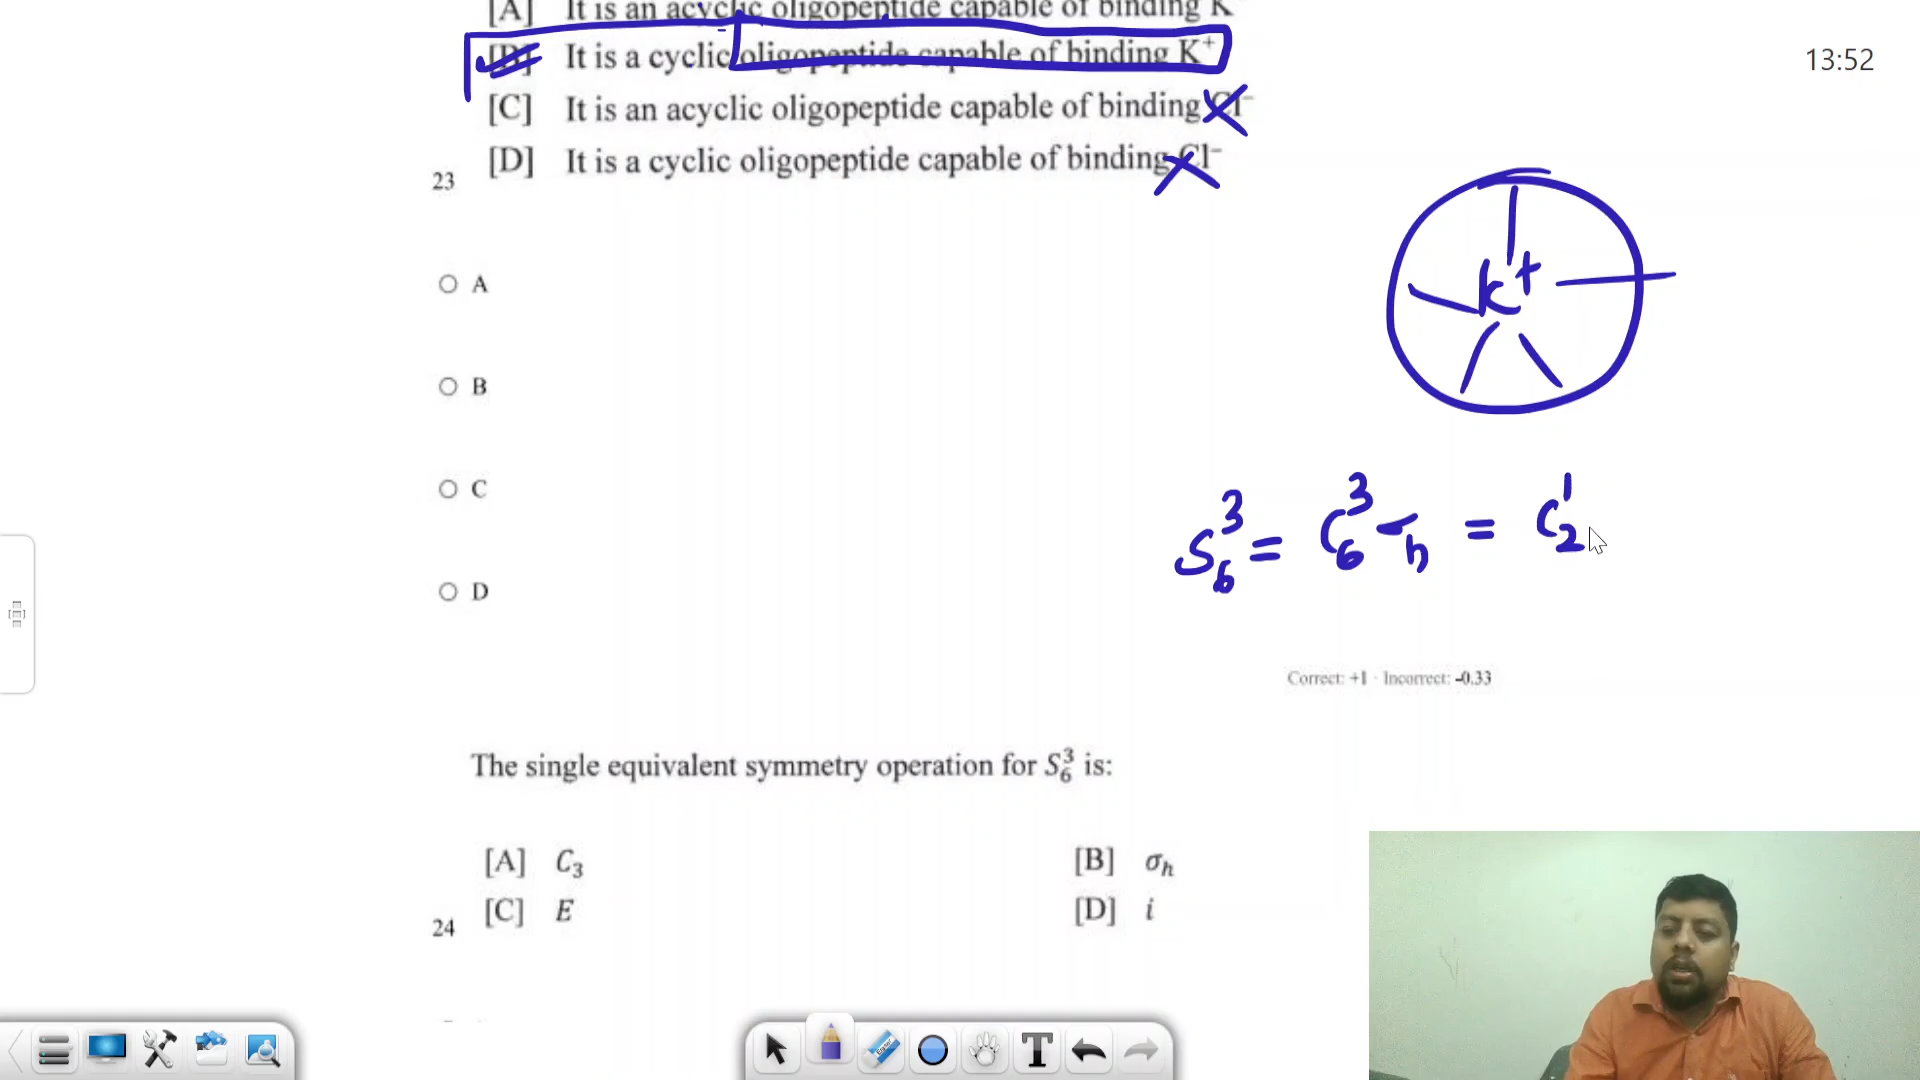 [A] It is an acyclic oligopeptide capable of binding K
13:52
[B] It is a cyclic oligopeptide capable of binding K⁺
[C] It is an acyclic oligopeptide capable of binding Cl⁻
[D] It is a cyclic oligopeptide capable of binding Cl⁻
23
A
K⁺
B
C
S₆³ = C₆³ σₕ = C₂¹
D
Correct: +1 · Incorrect: -0.33
The single equivalent symmetry operation for S₆³ is:
[A] C₃ [B] σₕ
24 [C] E [D] i
T